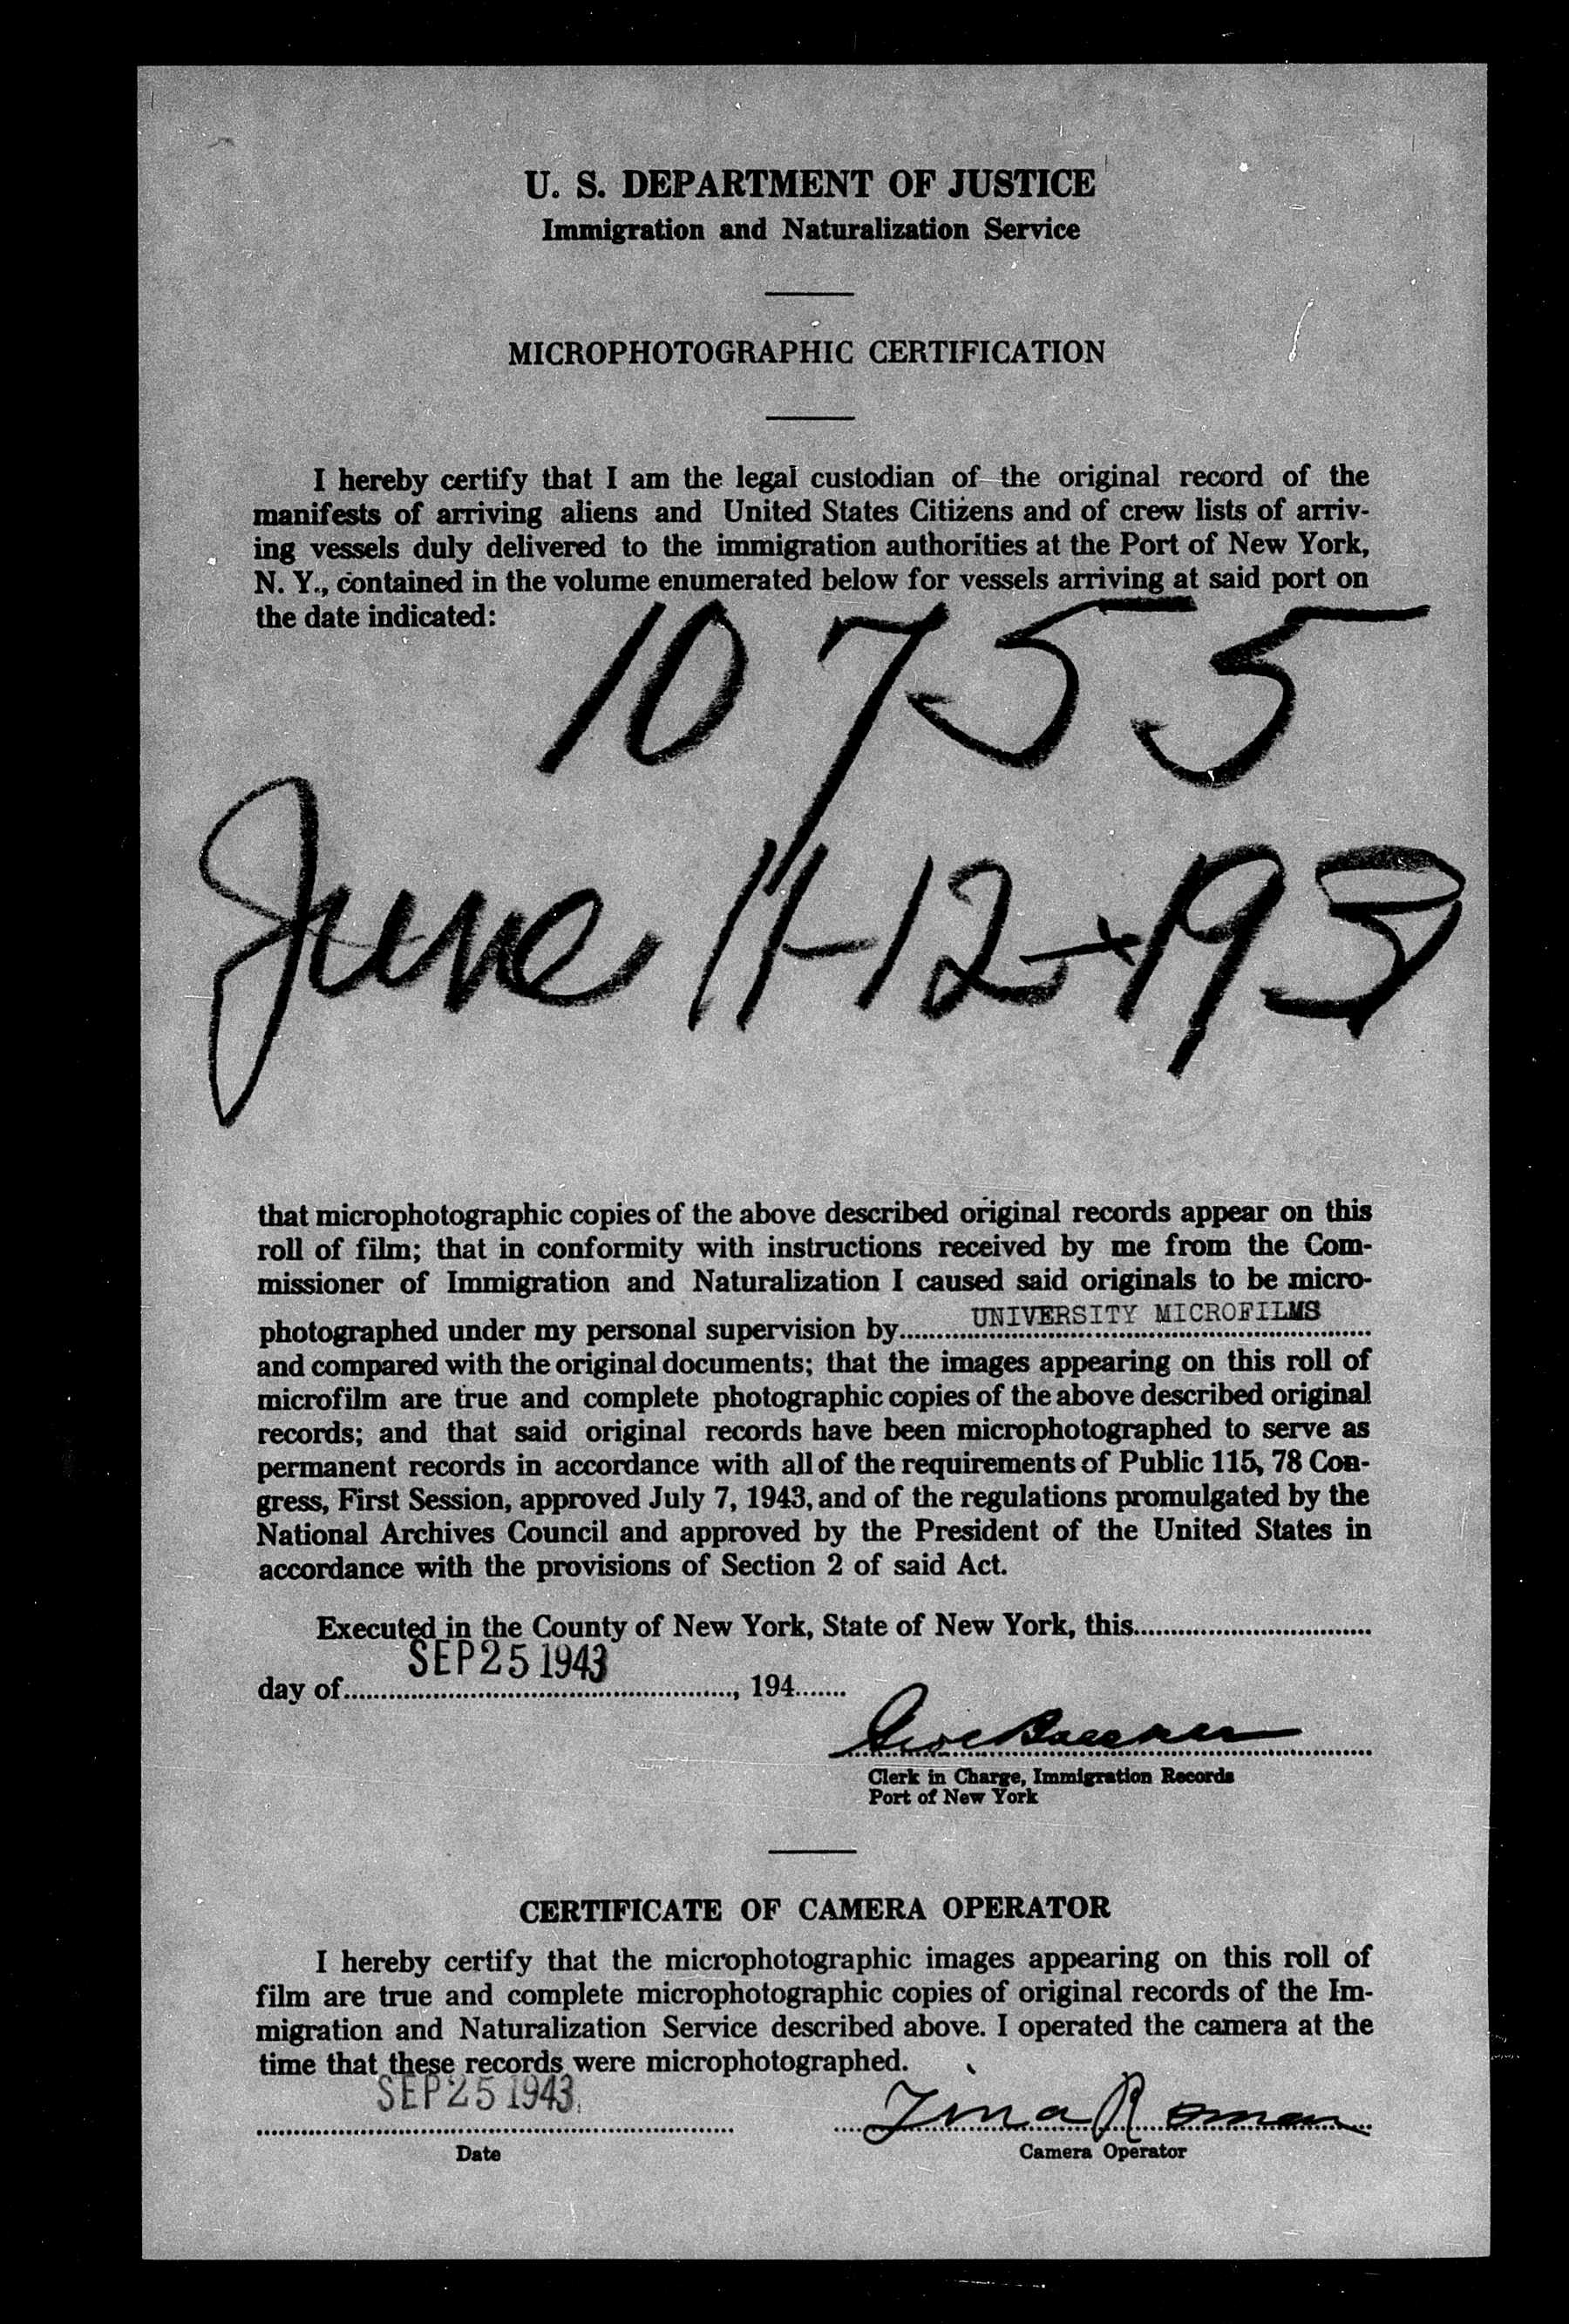 U. S. DEPARTMENT OF JUSTICE
Immigration and Naturalization Service
MICROPHOTOGRAPHIC CERTIFICATION
I hereby certify that I am the legal custodian of the original record of the
manifests of arriving aliens and United States Citizens and of crew lists of arriv-
ing vessels duly delivered to the immigration authorities at the Port of New York,
N. Y., contained in the volume enumerated below for vessels arriving at said port on
the date indicated:
10755
June 11-12-1937
that microphotographic copies of the above described original records appear on this
roll of film; that in conformity with instructions received by me from the Com-
missioner of Immigration and Naturalization I caused said originals to be micro-
photographed under my personal supervision by UNIVERSITY MICROFILMS
and compared with the original documents; that the images appearing on this roll of
microfilm are true and complete photographic copies of the above described original
records; and that said original records have been microphotographed to serve as
permanent records in accordance with all of the requirements of Public 115, 78 Con-
gress, First Session, approved July 7, 1943, and of the regulations promulgated by the
National Archives Council and approved by the President of the United States in
accordance with the provisions of Section 2 of said Act.
Executed in the County of New York, State of New York, this
SEP 25 1943
day of, 194
Clerk in Charge, Immigration Records
Port of New York
CERTIFICATE OF CAMERA OPERATOR
I hereby certify that the microphotographic images appearing on this roll of
film are true and complete microphotographic copies of original records of the Im-
migration and Naturalization Service described above. I operated the camera at the
time that these records were microphotographed.
SEP 25 1943 Tina Roman
Date Camera Operator